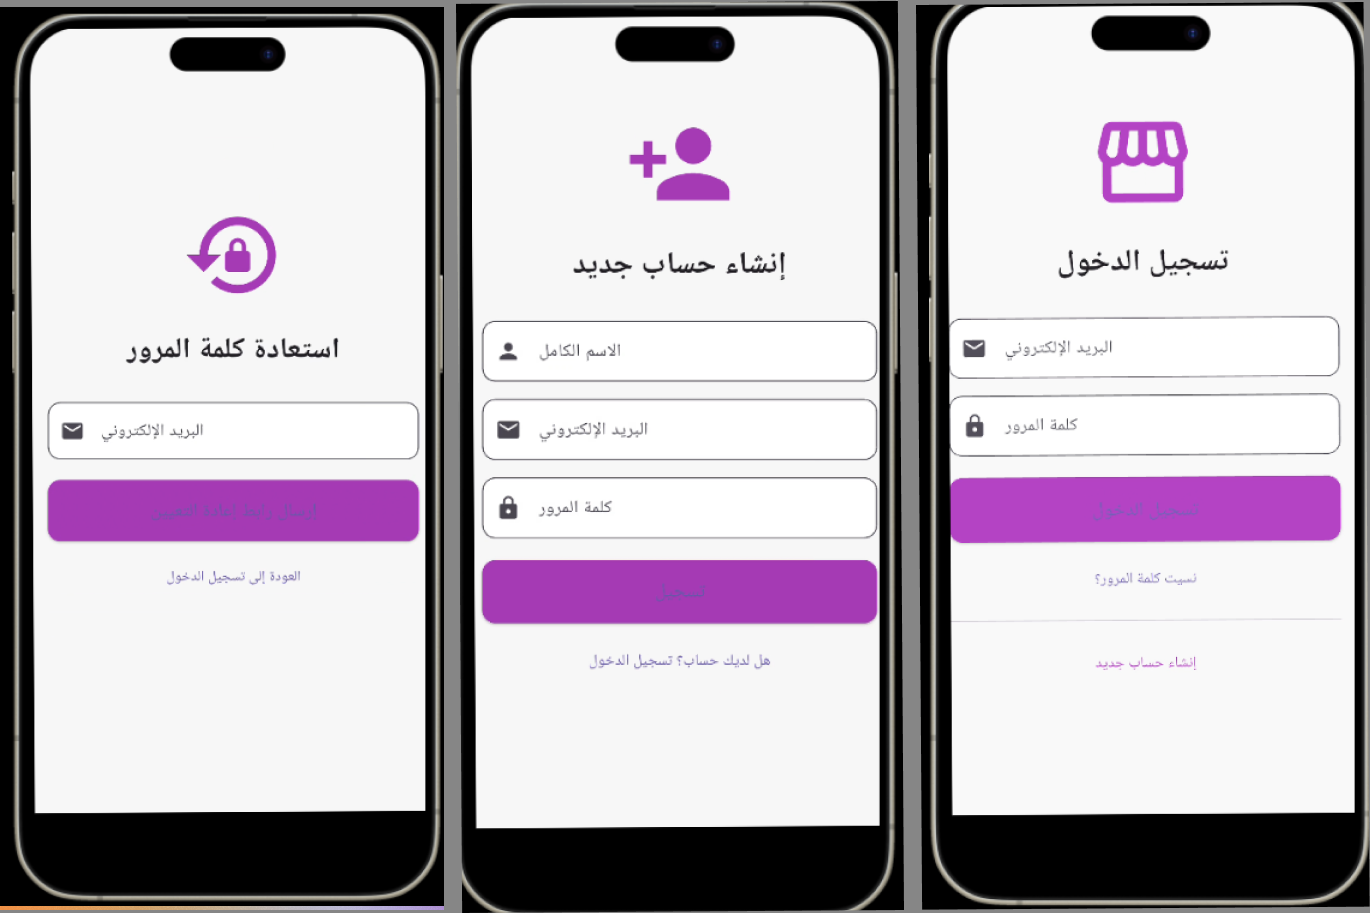 استعادة كلمة المرور
البريد الإلكتروني
إرسال رابط إعادة التعيين
العودة إلى تسجيل الدخول
إنشاء حساب جديد
الاسم الكامل
البريد الإلكتروني
كلمة المرور
تسجيل
هل لديك حساب؟ تسجيل الدخول
تسجيل الدخول
البريد الإلكتروني
كلمة المرور
تسجيل الدخول
نسيت كلمة المرور؟
إنشاء حساب جديد